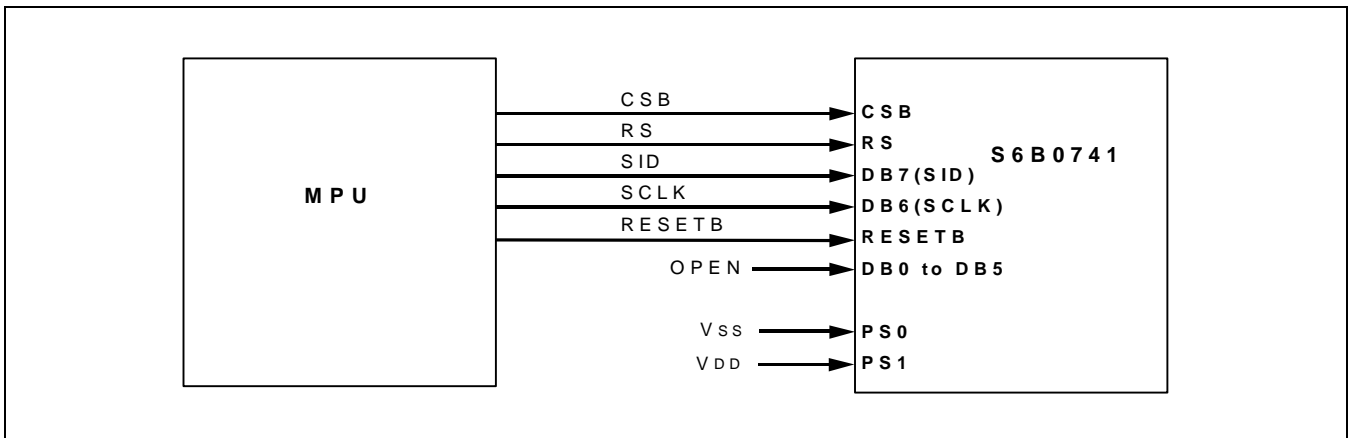 MPU
CSB
RS
SID
SCLK
RESETB
OPEN
VSS
VDD
CSB
RS
DB7(SID)
DB6(SCLK)
RESETB
DB0 to DB5
PS0
PS1
S6B0741